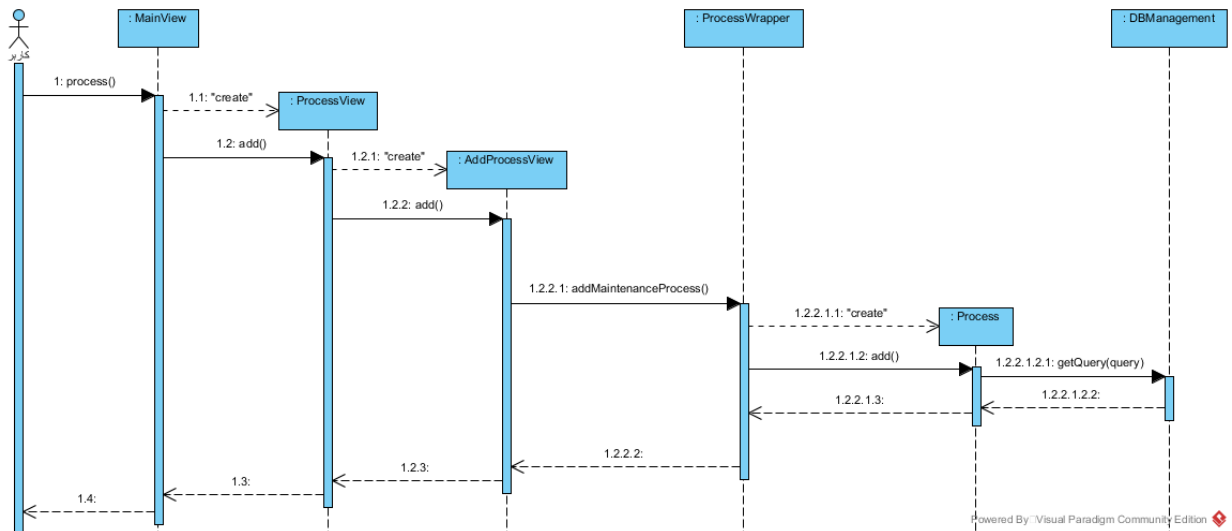 : MainView
: ProcessWrapper
: DBManagement
کاربر
1: process()
1.1: "create"
: ProcessView
1.2: add()
1.2.1: "create"
: AddProcessView
1.2.2: add()
1.2.2.1: addMaintenanceProcess()
1.2.2.1.1: "create"
: Process
1.2.2.1.2: add()
1.2.2.1.2.1: getQuery(query)
1.2.2.1.3:
1.2.2.1.2.2:
1.2.2.2:
1.2.3:
1.3:
1.4:
Powered By Visual Paradigm Community Edition